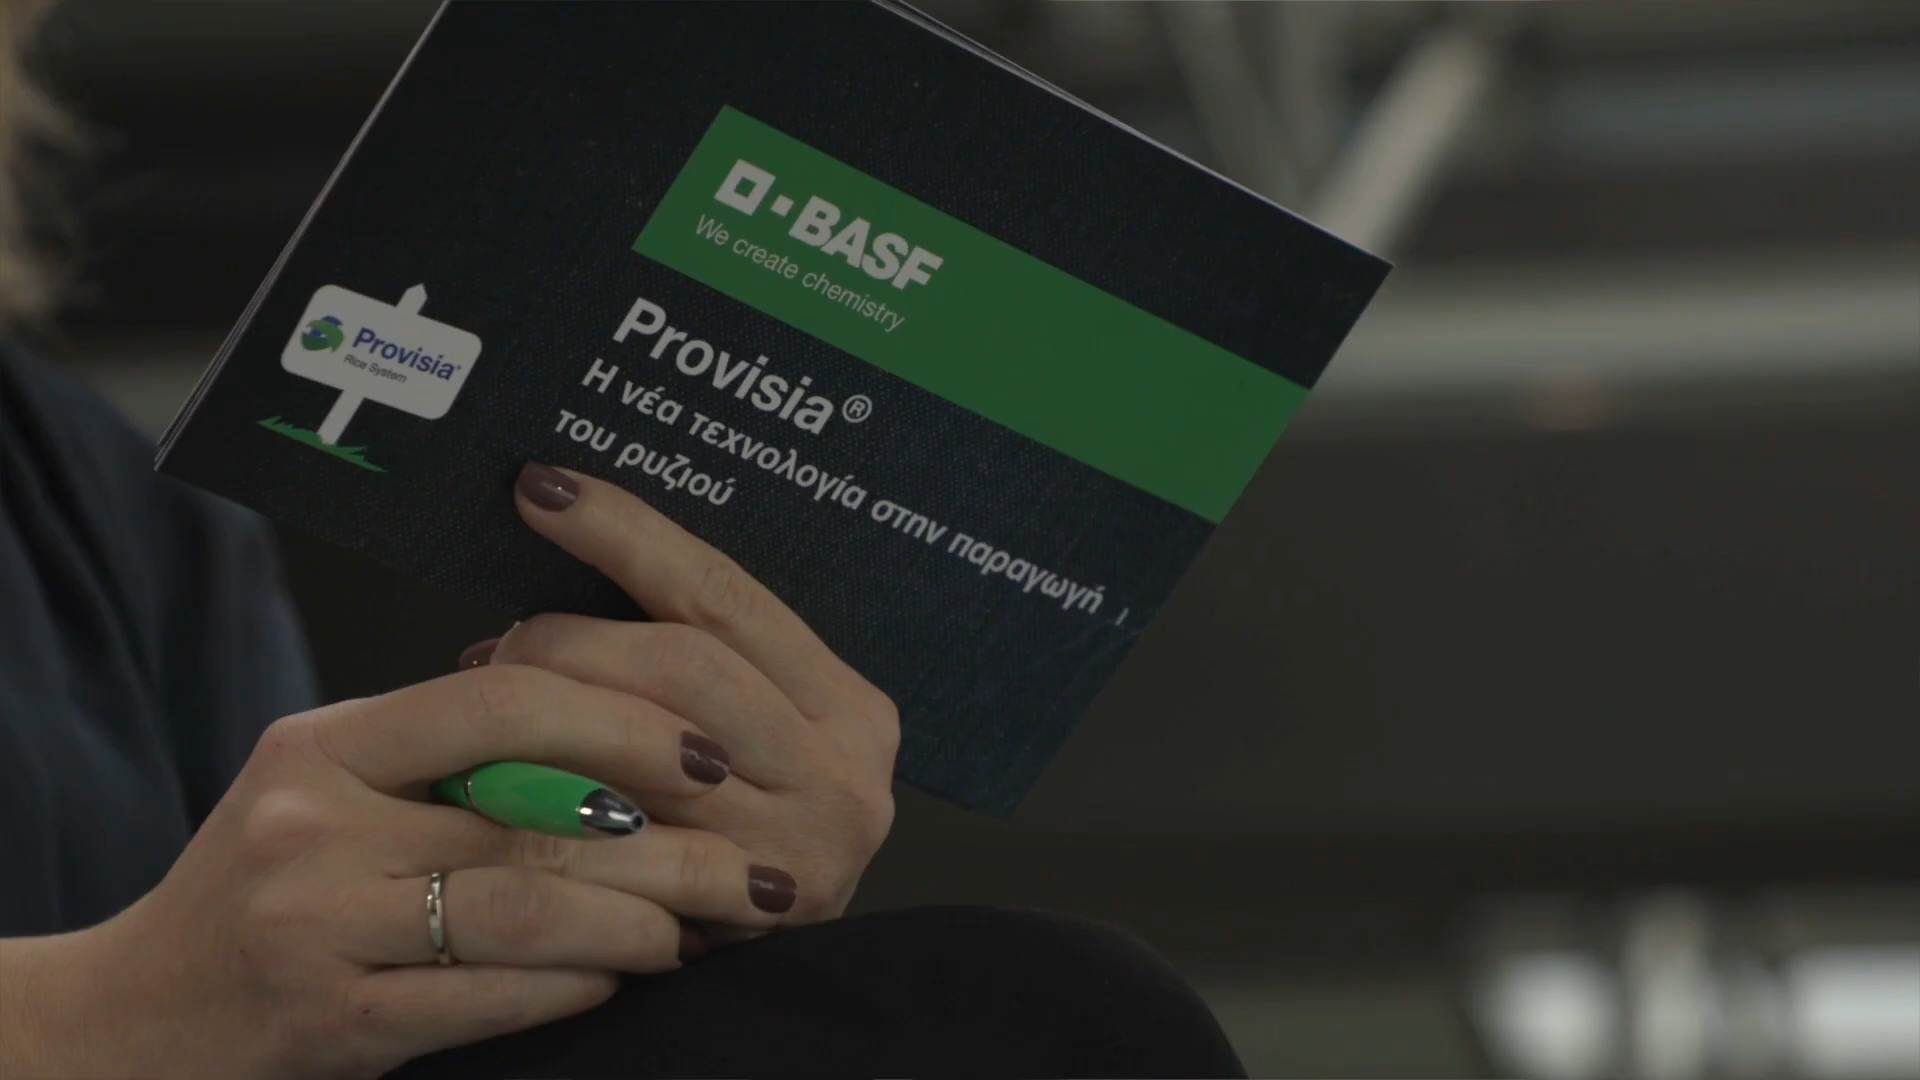 BASF
We create chemistry
Provisia®
Η νέα τεχνολογία στην παραγωγή
του ρυζιού
Provisia®
Rice System